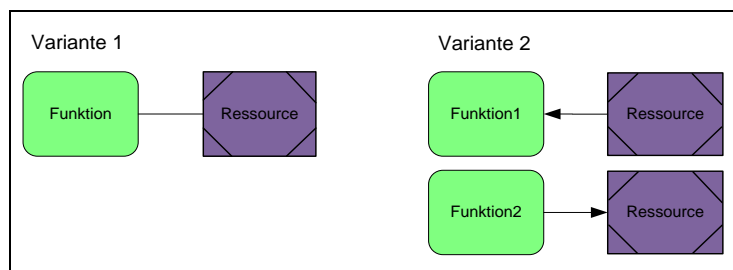 Variante 1
Funktion
Ressource
Variante 2
Funktion1
Ressource
Funktion2
Ressource